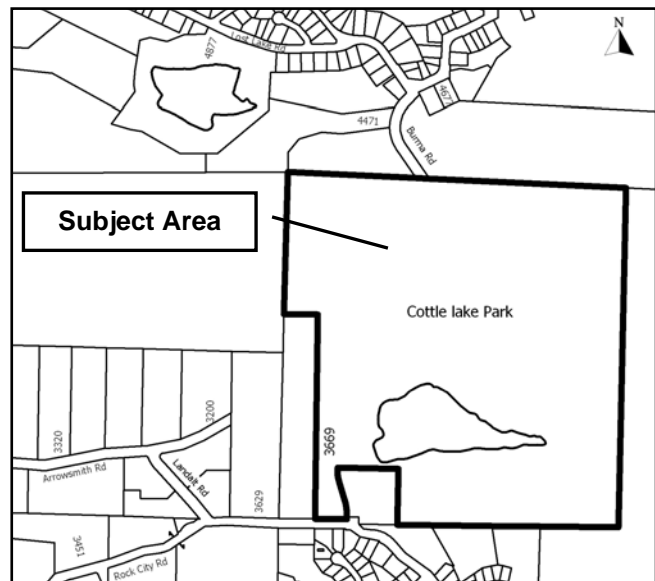 N
Lost Lake Rd
4877
4671
4471
Burma Rd
Subject Area
Cottle lake Park
3669
3200
3320
Arrowsmith Rd
Landalt Rd
3629
3451
Rock City Rd